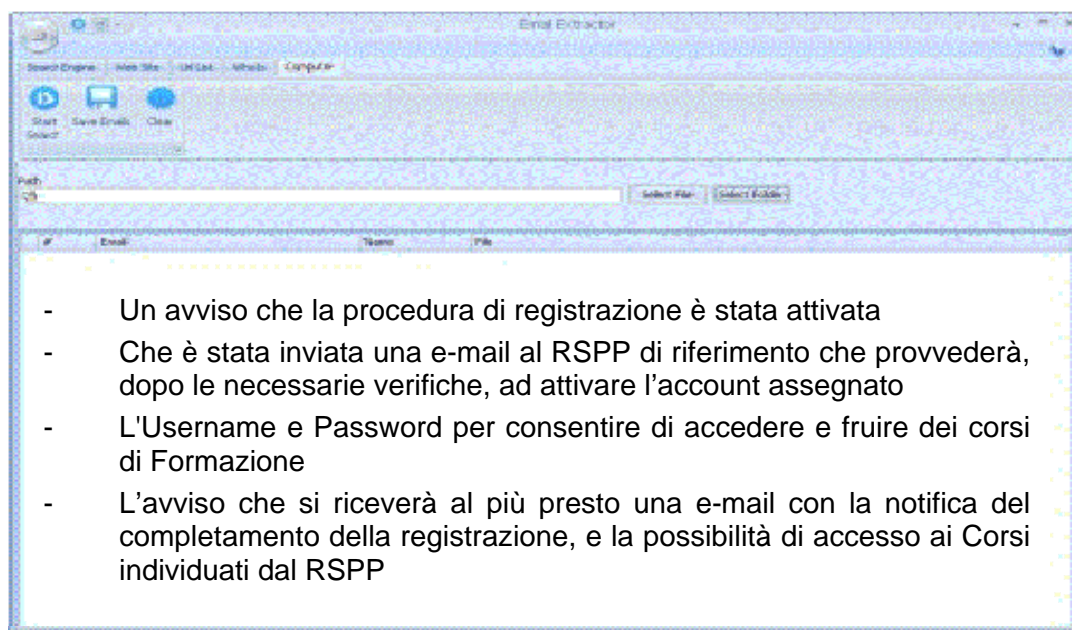 Email Extractor
Search Engine Web Site Url List WhoIs Computer
Start Save Emails Clear
Search
Path
Select File Select Folder
# Email Name File
- Un avviso che la procedura di registrazione è stata attivata
- Che è stata inviata una e-mail al RSPP di riferimento che provvederà,
dopo le necessarie verifiche, ad attivare l’account assegnato
- L'Username e Password per consentire di accedere e fruire dei corsi
di Formazione
- L’avviso che si riceverà al più presto una e-mail con la notifica del
completamento della registrazione, e la possibilità di accesso ai Corsi
individuati dal RSPP